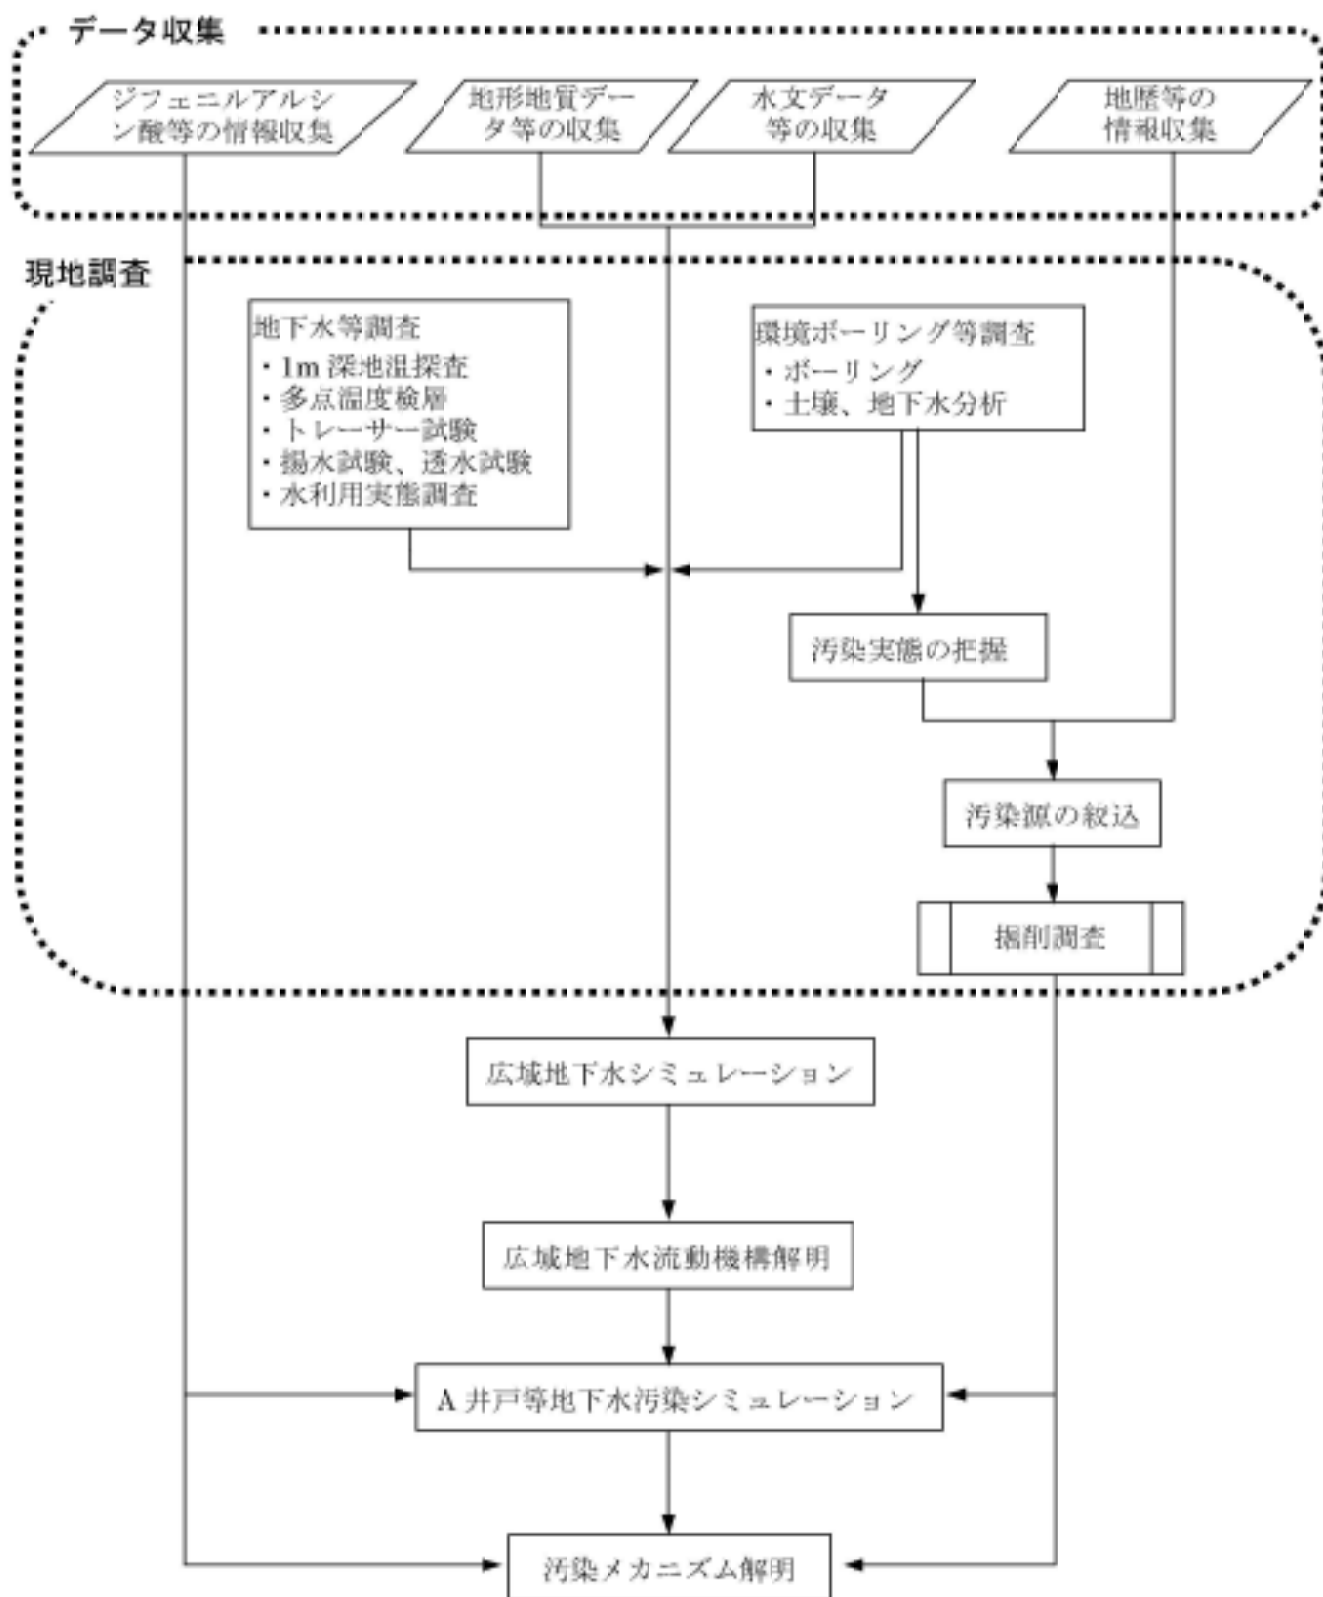 データ収集
ジフェニルアルシ
ン酸等の情報収集
地形地質デー
タ等の収集
水文データ
等の収集
地歴等の
情報収集
現地調査
地下水等調査
・1m 深地温探査
・多点温度検層
・トレーサー試験
・揚水試験、透水試験
・水利用実態調査
環境ボーリング等調査
・ボーリング
・土壌、地下水分析
汚染実態の把握
汚染源の絞込
掘削調査
広域地下水シミュレーション
広域地下水流動機構解明
A 井戸等地下水汚染シミュレーション
汚染メカニズム解明